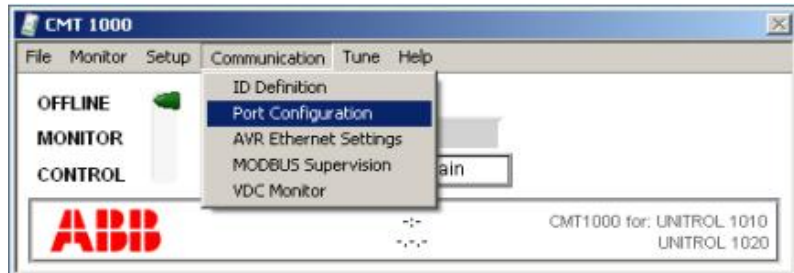 CMT 1000
File Monitor Setup Communication Tune Help
ID Definition
OFFLINE
Port Configuration
MONITOR
AVR Ethernet Settings
MODBUS Supervision
CONTROL
ain
VDC Monitor
ABB
-:-
CMT1000 for: UNITROL 1010
-.-.-
UNITROL 1020